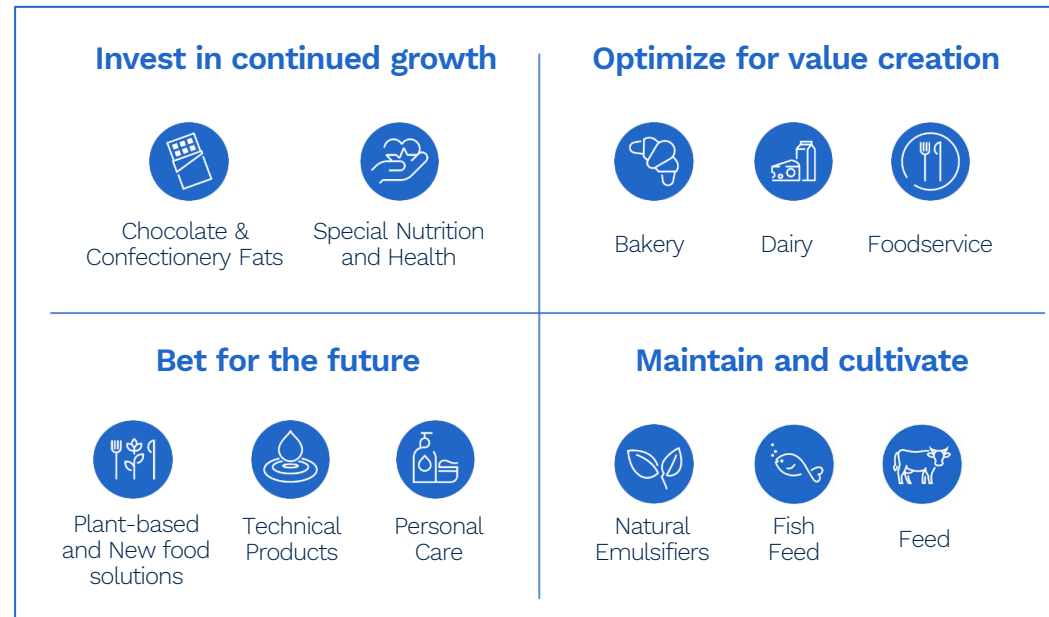 Invest in continued growth
Chocolate &
Confectionery Fats
Special Nutrition
and Health
Optimize for value creation
Bakery
Dairy
Foodservice
Bet for the future
Plant-based
and New food
solutions
Technical
Products
Personal
Care
Maintain and cultivate
Natural
Emulsifiers
Fish
Feed
Feed